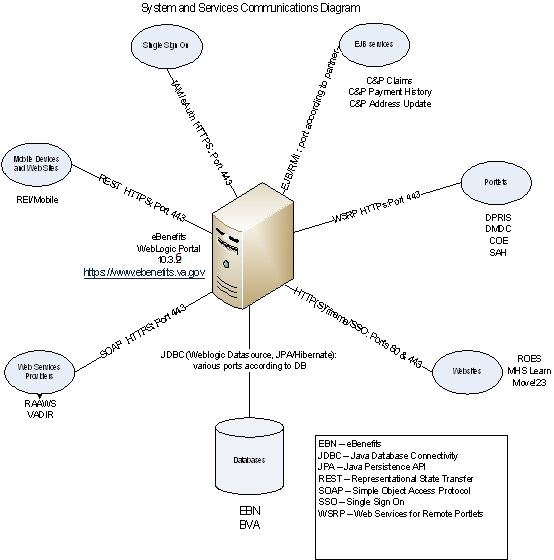 System and Services Communications Diagram
Single Sign On
EJB services
C&P Claims
C&P Payment History
C&P Address Update
IAM/eAuth HTTPS: Port 443
EJB/RMI : port according to partner
Mobile Devices
and Web Sites
REI/Mobile
REST HTTPS: Port 443
WSRP HTTPs:Port 443
Portlets
DPRIS
DMDC
COE
SAH
eBenefits
WebLogic Portal
https://www.ebenefits.va.gov
SOAP HTTPS: Port 443
HTTP(S)/iframe/SSO: Ports 80 & 443
JDBC (Weblogic Datasource, JPA/Hibernate):
various ports according to DB
Web Services
Providers
RAAWS
VADIR
Websites
ROES
MHS Learn
Move!23
Databases
EBN
BVA
EBN – eBenefits
JDBC – Java Database Connectivity
JPA – Java Persistence API
REST – Representational State Transfer
SOAP – Simple Object Access Protocol
SSO – Single Sign On
WSRP – Web Services for Remote Portlets